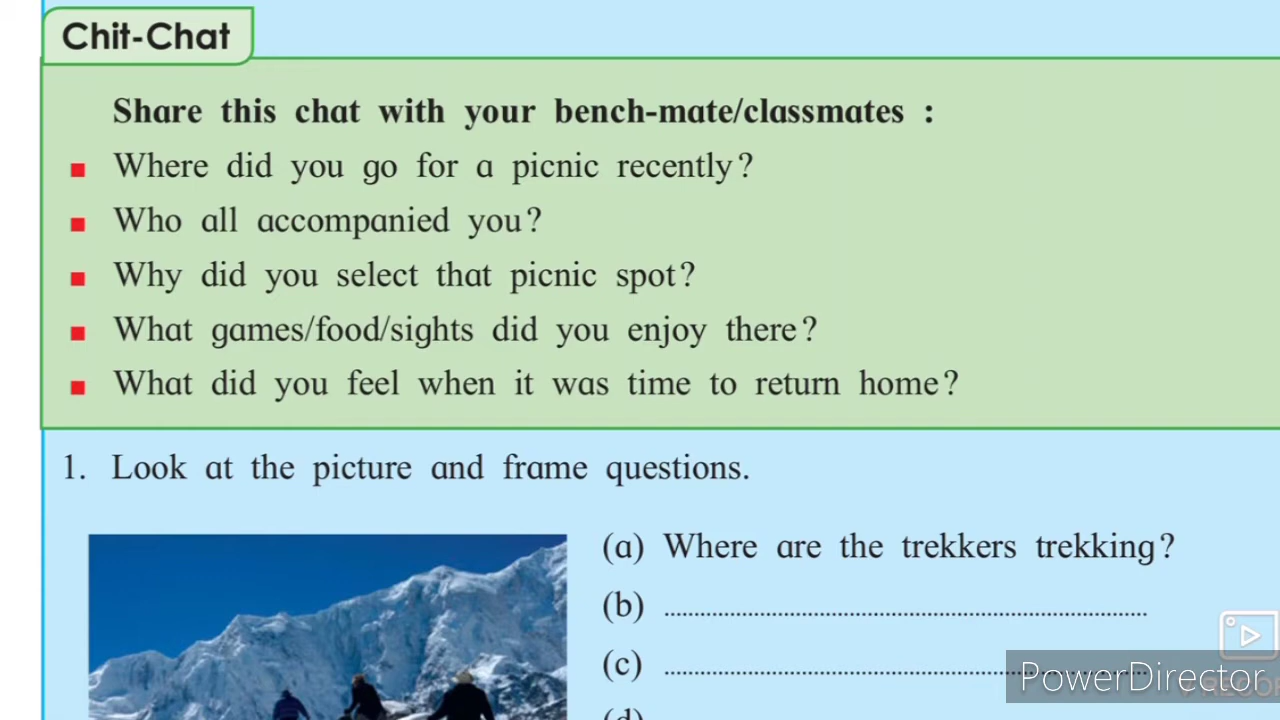 Chit-Chat
Share this chat with your bench-mate/classmates :
Where did you go for a picnic recently?
Who all accompanied you?
Why did you select that picnic spot?
What games/food/sights did you enjoy there?
What did you feel when it was time to return home?
1. Look at the picture and frame questions.
(a) Where are the trekkers trekking?
(b)
(c)
(d)
PowerDirector